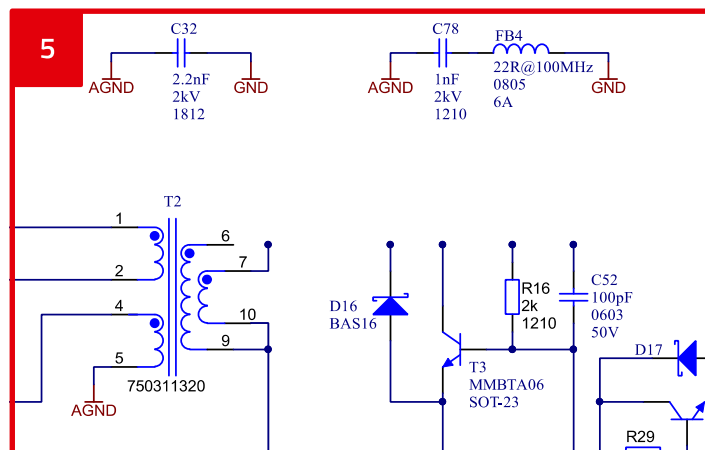 5
C32
AGND
2.2nF
2kV
1812
GND
C78
FB4
AGND
1nF
2kV
1210
22R@100MHz
0805
6A
GND
T2
1
2
4
5
6
7
10
9
750311320
AGND
D16
BAS16
R16
2k
1210
C52
100pF
0603
50V
T3
MMBTA06
SOT-23
D17
R29